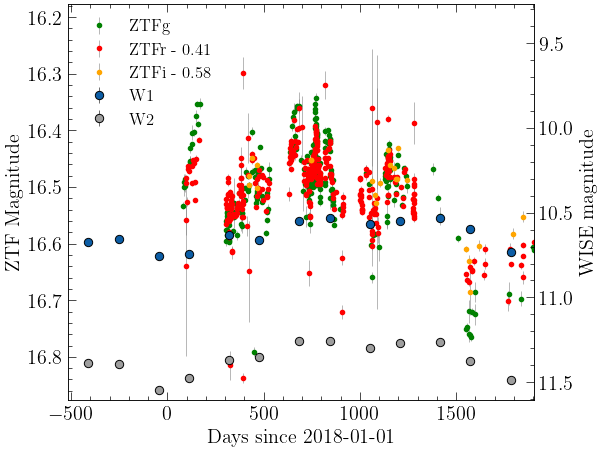 16.2
16.3
16.4
16.5
16.6
16.7
16.8
ZTF Magnitude
ZTFg
ZTFr - 0.41
ZTFi - 0.58
W1
W2
9.5
10.0
10.5
11.0
11.5
WISE magnitude
−500 0 500 1000 1500
Days since 2018-01-01